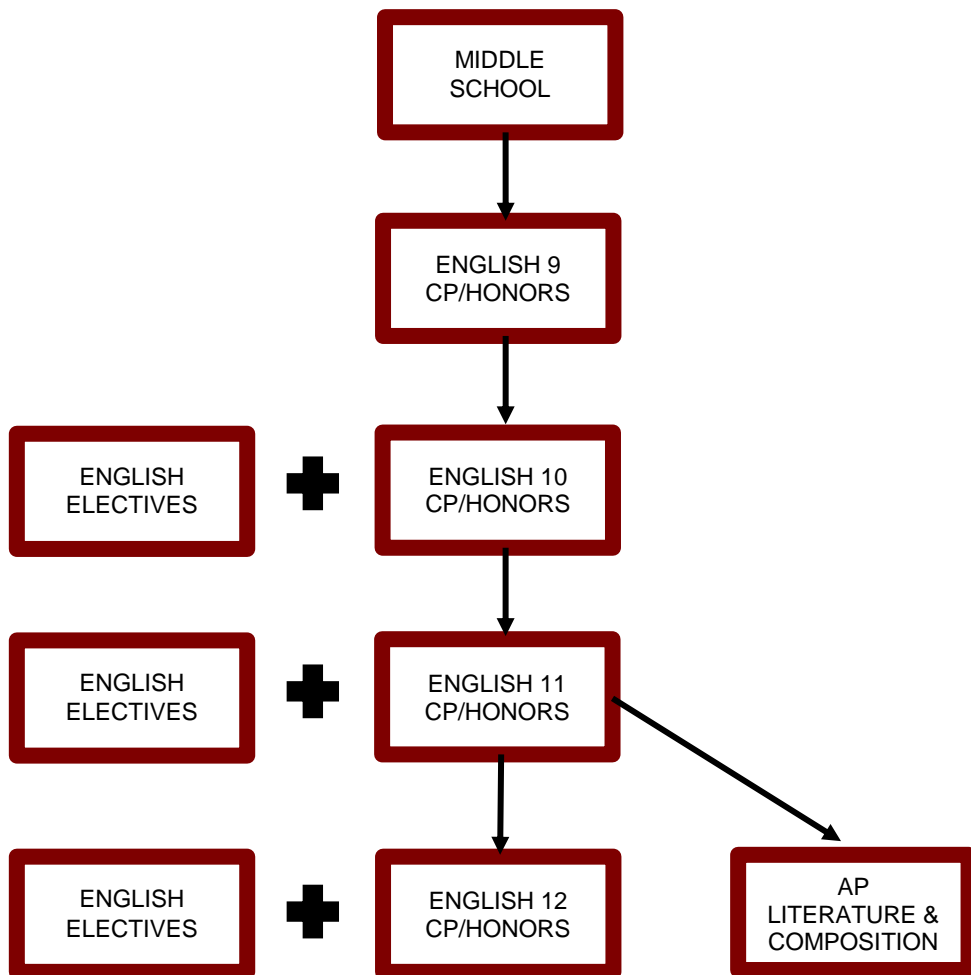 MIDDLE
SCHOOL
ENGLISH 9
CP/HONORS
ENGLISH
ELECTIVES
ENGLISH 10
CP/HONORS
ENGLISH
ELECTIVES
ENGLISH 11
CP/HONORS
ENGLISH
ELECTIVES
ENGLISH 12
CP/HONORS
AP
LITERATURE &
COMPOSITION